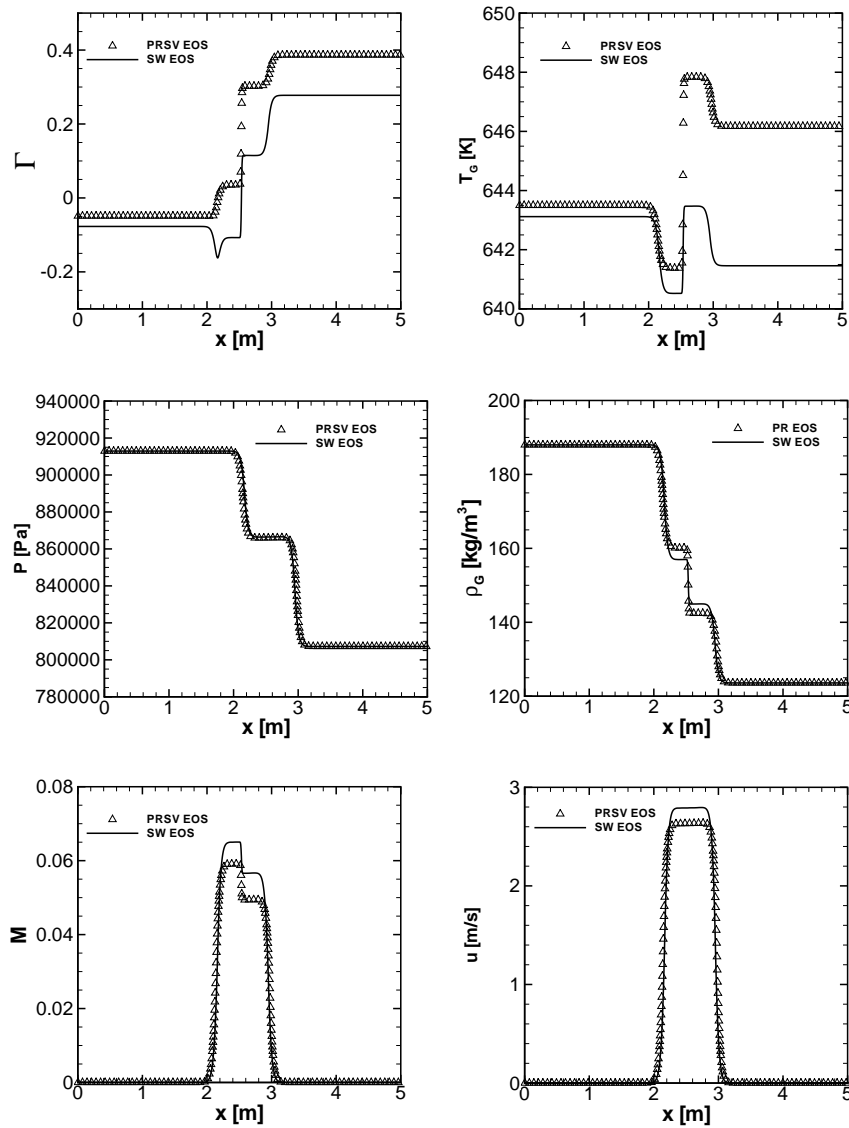 Γ
0.4
0.2
0
-0.2
PRSV EOS
SW EOS
0 1 2 3 4 5
x [m]
T_G [K]
650
648
646
644
642
640
PRSV EOS
SW EOS
0 1 2 3 4 5
x [m]
P [Pa]
940000
920000
900000
880000
860000
840000
820000
800000
780000
PRSV EOS
SW EOS
0 1 2 3 4 5
x [m]
ρ_G [kg/m³]
200
180
160
140
120
PR EOS
SW EOS
0 1 2 3 4 5
x [m]
M
0.08
0.06
0.04
0.02
0
PRSV EOS
SW EOS
0 1 2 3 4 5
x [m]
u [m/s]
3
2
1
0
PRSV EOS
SW EOS
0 1 2 3 4 5
x [m]